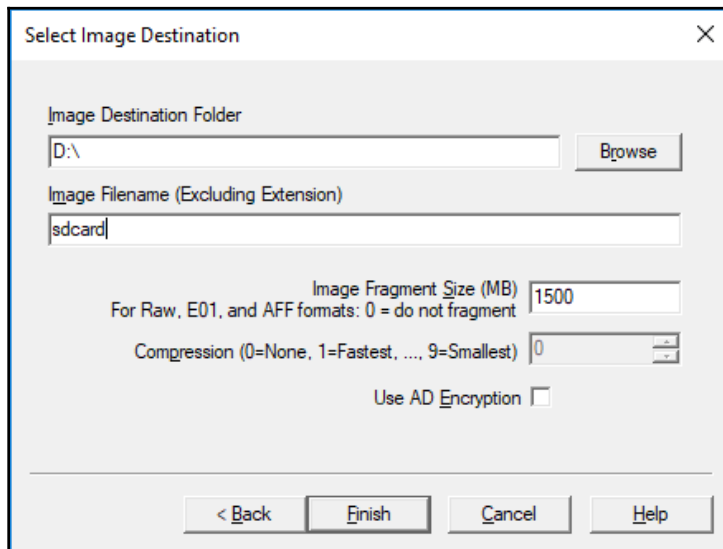 Select Image Destination
Image Destination Folder
D:\
Browse
Image Filename (Excluding Extension)
sdcard
Image Fragment Size (MB)
1500
For Raw, E01, and AFF formats: 0 = do not fragment
Compression (0=None, 1=Fastest, ..., 9=Smallest)
0
Use AD Encryption
< Back
Finish
Cancel
Help